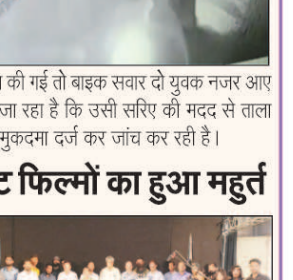 की गई तो बाइक सवार दो युवक नजर आए
जा रहा है कि उसी सरिए की मदद से ताला
मुकदमा दर्ज कर जांच कर रही है।
फिल्मों का हुआ महुर्त